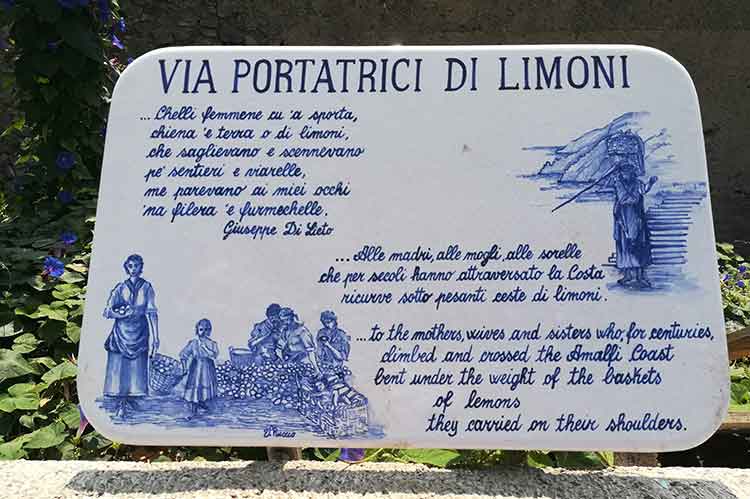 VIA PORTATRICI DI LIMONI
... Chelli femmene cu 'a sporta,
chiena 'e terra o di limoni,
che saglievano e scennevano
pe' sentieri e viarelle,
me parevano ai miei occhi
'na filera 'e furmechelle.
Giuseppe Di Lieto
... Alle madri, alle mogli, alle sorelle
che per secoli hanno attraversato la Costa
ricurve sotto pesanti ceste di limoni.
... to the mothers, wives and sisters who, for centuries,
climbed and crossed the Amalfi Coast
bent under the weight of the baskets
of lemons
they carried on their shoulders.